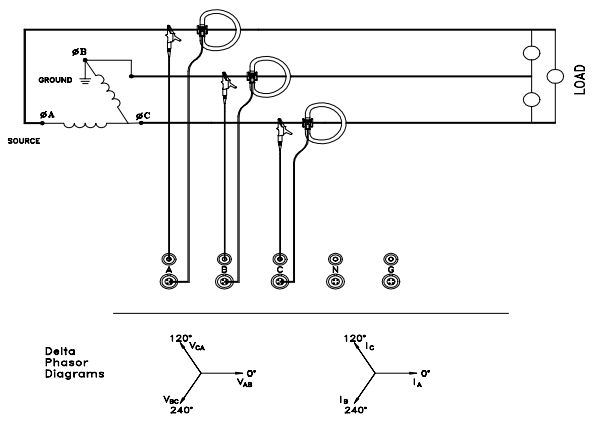 ØB
GROUND
ØA
ØC
SOURCE
LOAD
A
B
C
N
G
Delta
Phasor
Diagrams
120°
VCA
0°
VAB
VBC
240°
120°
IC
0°
IA
IB
240°